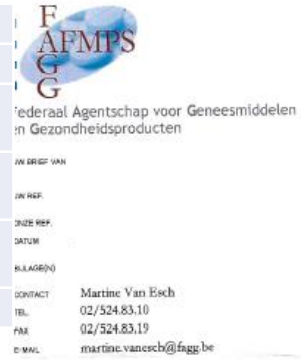 F
AFMPS
G
G
ederaal Agentschap voor Geneesmiddelen
en Gezondheidsproducten
UW BRIEF VAN
UW REF.
ONZE REF.
DATUM
BIJLAGE(N)
CONTACT Martine Van Esch
TEL. 02/524.83.10
FAX 02/524.83.19
E-MAIL martine.vanesch@fagg.be